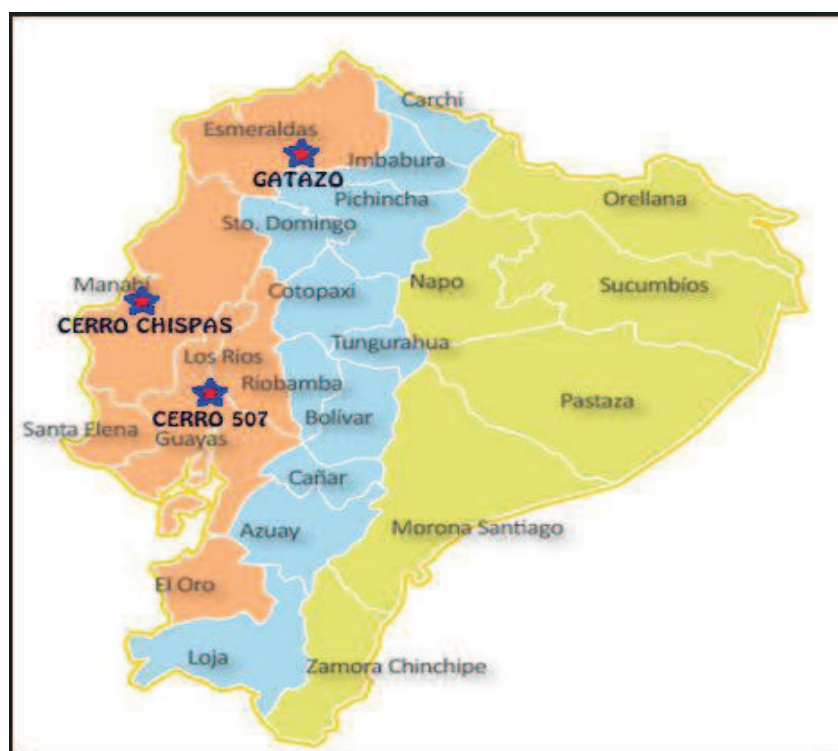 Carchi
Esmeraldas
Imbabura
GATAZO
Pichincha
Orellana
Sto. Domingo
Manabí
Cotopaxi
Napo
Sucumbíos
CERRO CHISPAS
Los Ríos
Tungurahua
Riobamba
Pastaza
CERRO 507
Bolívar
Santa Elena
Guayas
Cañar
Azuay
Morona Santiago
El Oro
Loja
Zamora Chinchipe